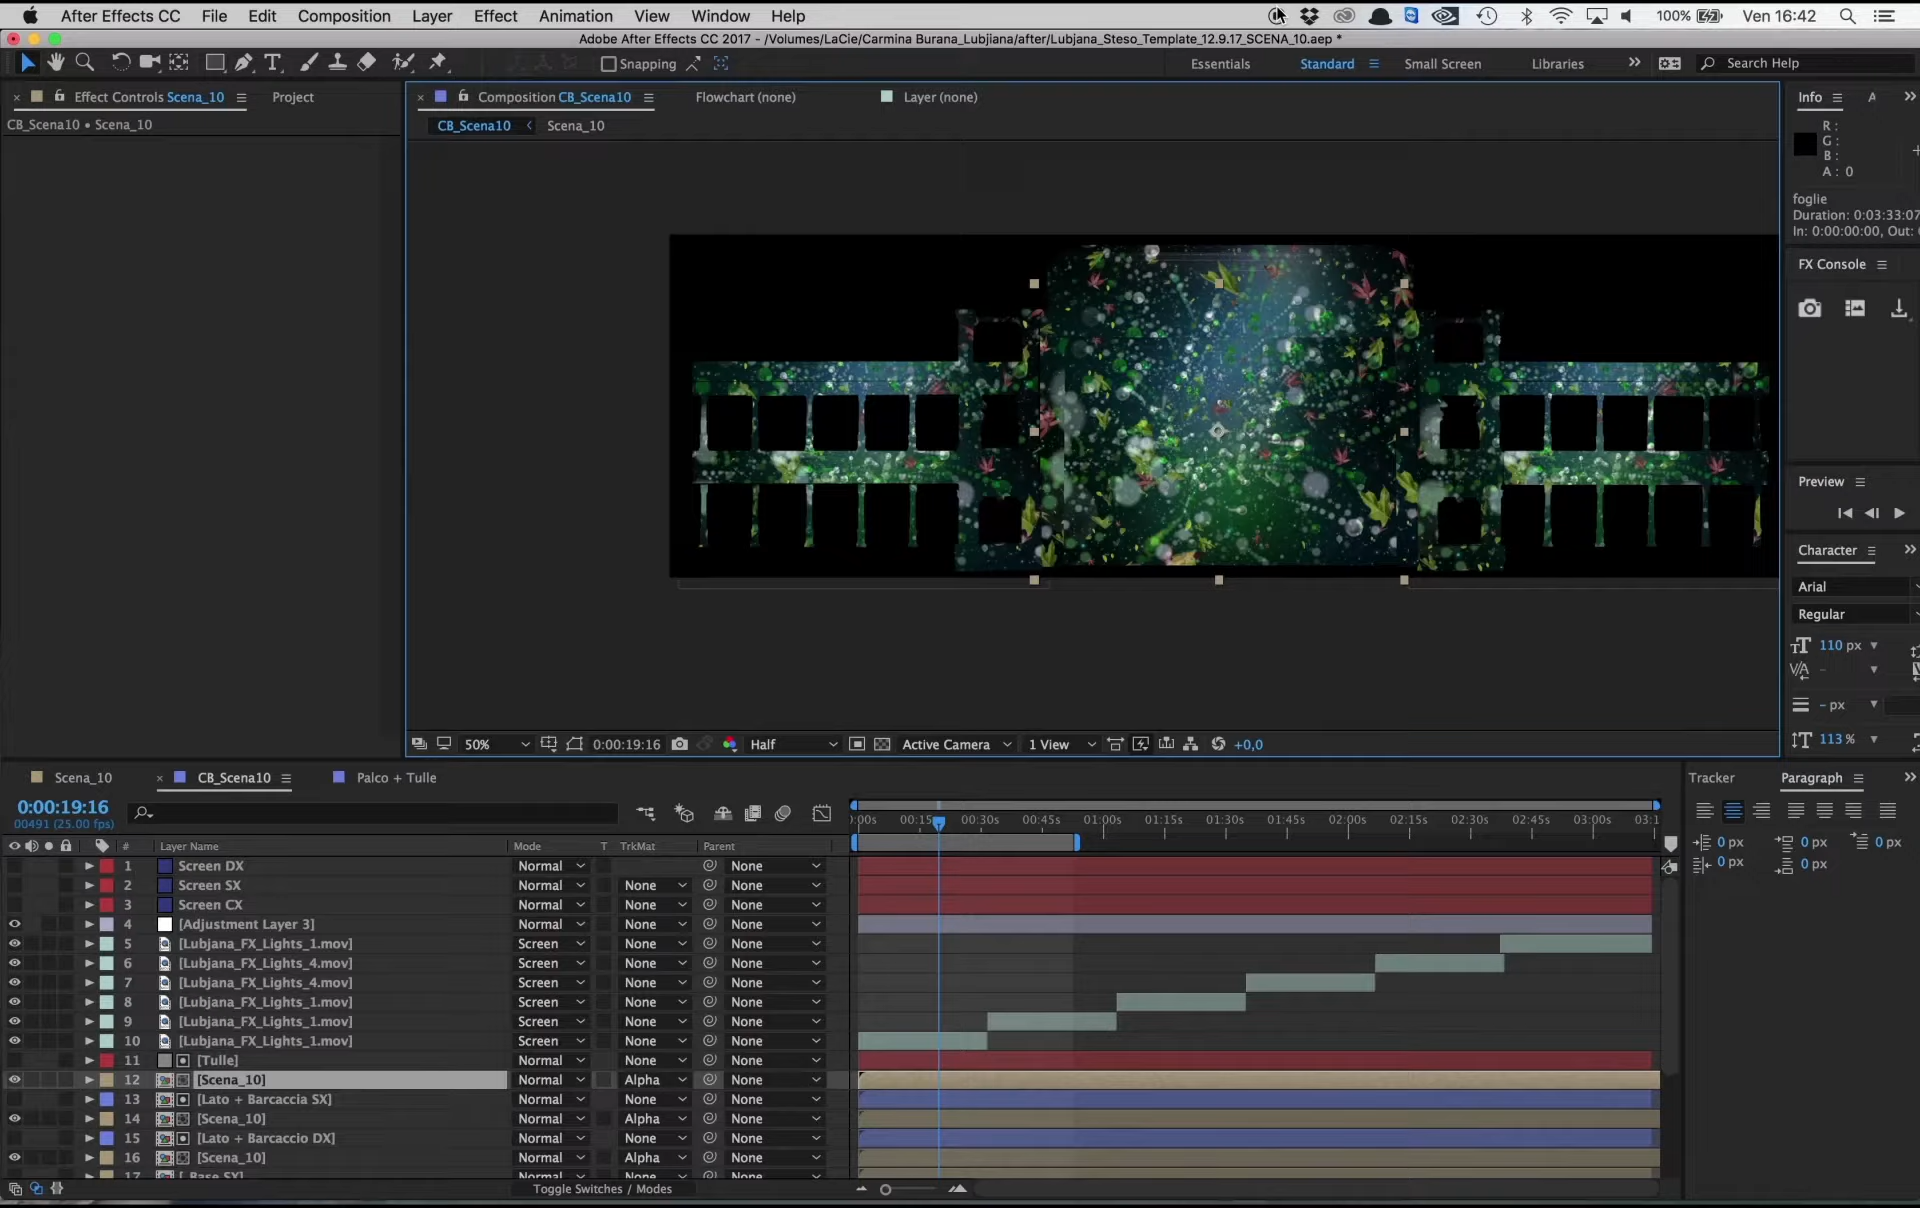 After Effects CC File Edit Composition Layer Effect Animation View Window Help 100% Ven 16:42
Adobe After Effects CC 2017 - /Volumes/LaCie/Carmina Burana_Lubjiana/after/Lubjana_Steso_Template_12.9.17_SCENA_10.aep *
Snapping Essentials Standard Small Screen Libraries Search Help
Effect Controls Scena_10 Project Composition CB_Scena10 Flowchart (none) Layer (none) Info A
CB_Scena10 • Scena_10 CB_Scena10 Scena_10
R :
G :
B :
A : 0
foglie
Duration: 0:03:33:07
In: 0:00:00:00, Out:
FX Console
Preview
Character
Arial
Regular
110 px
-
- px
113 %
50% 0:00:19:16 Half Active Camera 1 View +0,0
Scena_10 CB_Scena10 Palco + Tulle Tracker Paragraph
0:00:19:16
00491 (25.00 fps)
):00s 00:15 00:30s 00:45s 01:00s 01:15s 01:30s 01:45s 02:00s 02:15s 02:30s 02:45s 03:00s 03:1
0 px 0 px 0 px
0 px 0 px
# Layer Name Mode T TrkMat Parent
1 Screen DX Normal None
2 Screen SX Normal None None
3 Screen CX Normal None None
4 [Adjustment Layer 3] Normal None None
5 [Lubjana_FX_Lights_1.mov] Screen None None
6 [Lubjana_FX_Lights_4.mov] Screen None None
7 [Lubjana_FX_Lights_4.mov] Screen None None
8 [Lubjana_FX_Lights_1.mov] Screen None None
9 [Lubjana_FX_Lights_1.mov] Screen None None
10 [Lubjana_FX_Lights_1.mov] Screen None None
11 [Tulle] Normal None None
12 [Scena_10] Normal Alpha None
13 [Lato + Barcaccia SX] Normal None None
14 [Scena_10] Normal Alpha None
15 [Lato + Barcaccio DX] Normal None None
16 [Scena_10] Normal Alpha None
17 [ Base SX] Normal None None
Toggle Switches / Modes